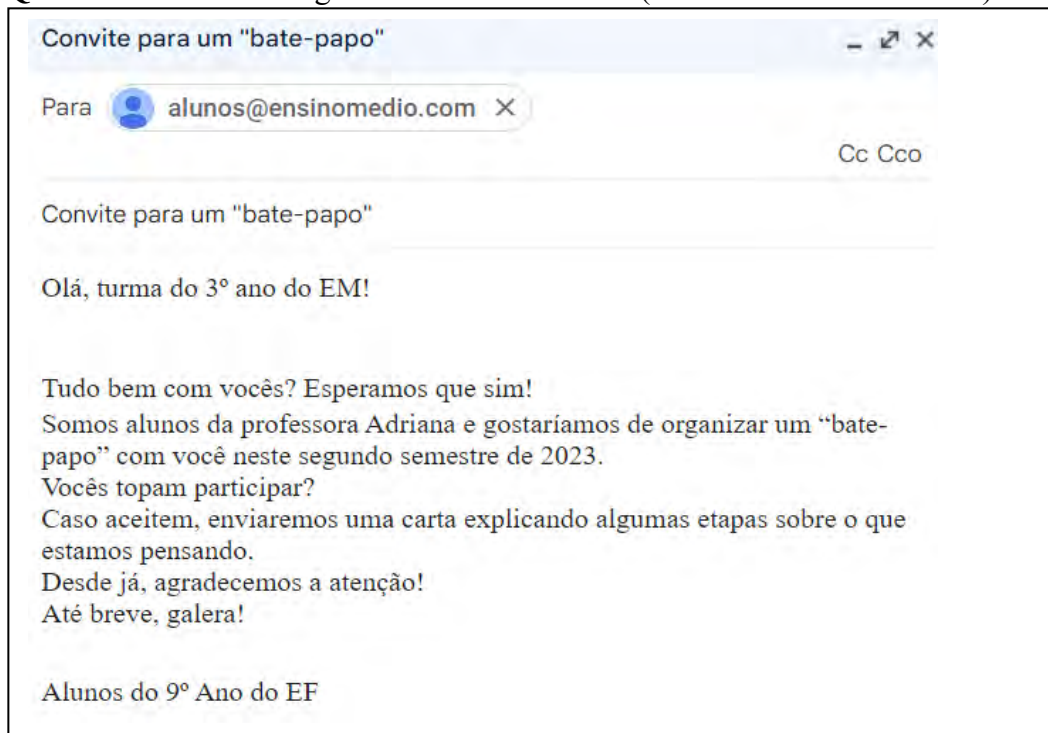 Convite para um "bate-papo"
Para alunos@ensinomedio.com
Cc Cco
Convite para um "bate-papo"
Olá, turma do 3º ano do EM!
Tudo bem com vocês? Esperamos que sim!
Somos alunos da professora Adriana e gostaríamos de organizar um “bate-
papo” com você neste segundo semestre de 2023.
Vocês topam participar?
Caso aceitem, enviaremos uma carta explicando algumas etapas sobre o que
estamos pensando.
Desde já, agradecemos a atenção!
Até breve, galera!
Alunos do 9º Ano do EF